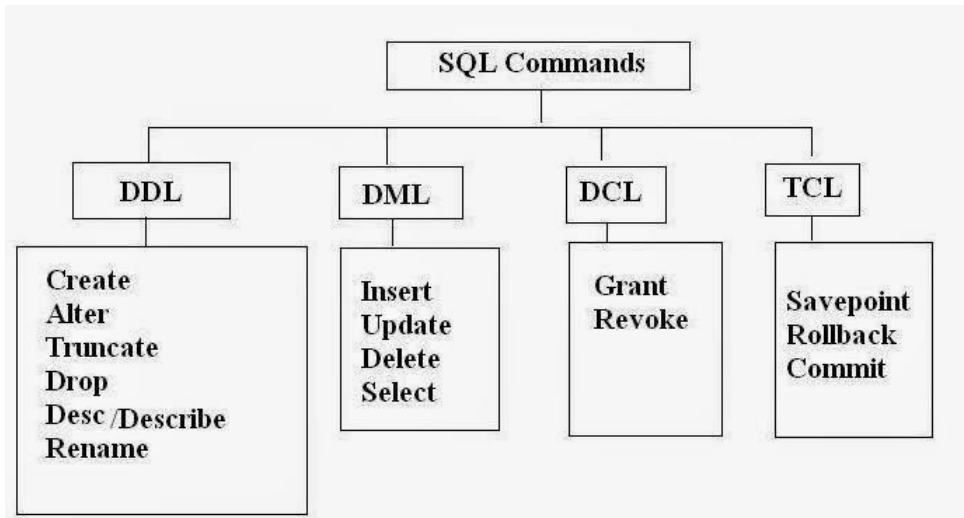 SQL Commands
DDL
DML
DCL
TCL
Create
Alter
Truncate
Drop
Desc /Describe
Rename
Insert
Update
Delete
Select
Grant
Revoke
Savepoint
Rollback
Commit